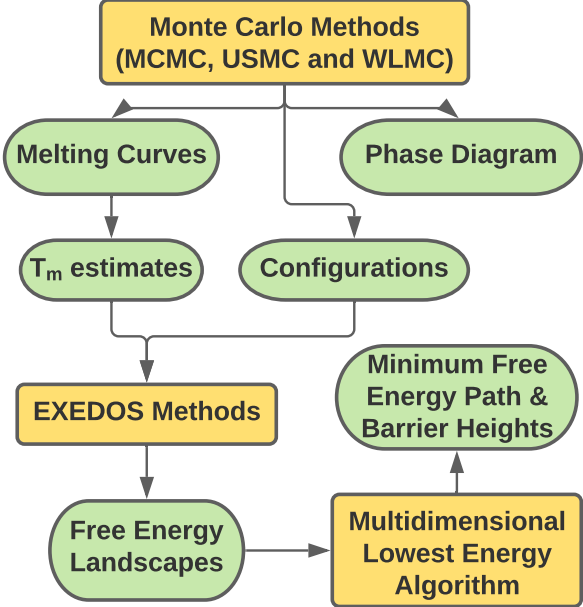 Monte Carlo Methods
(MCMC, USMC and WLMC)
Melting Curves
Phase Diagram
Tₘ estimates
Configurations
EXEDOS Methods
Minimum Free
Energy Path &
Barrier Heights
Free Energy
Landscapes
Multidimensional
Lowest Energy
Algorithm